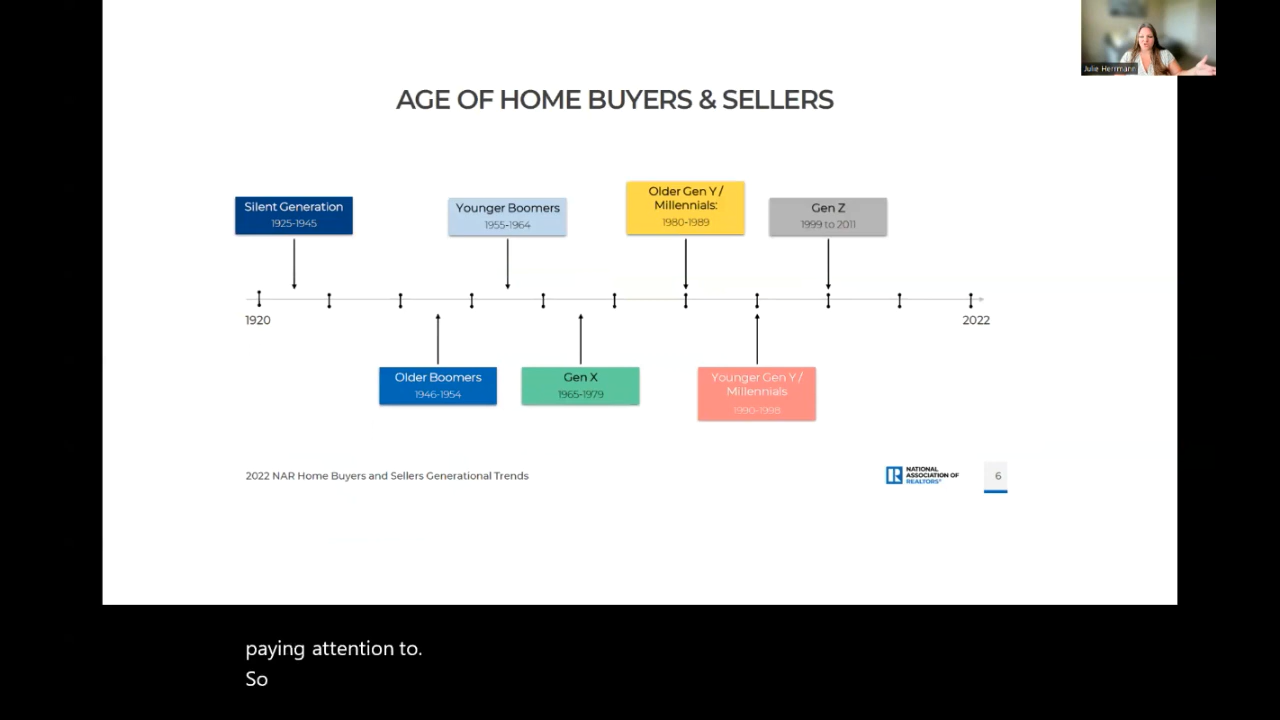 Julie Herrmann
AGE OF HOME BUYERS & SELLERS
Silent Generation
1925-1945
Younger Boomers
1955-1964
Older Gen Y /
Millennials:
1980-1989
Gen Z
1999 to 2011
1920
2022
Older Boomers
1946-1954
Gen X
1965-1979
Younger Gen Y /
Millennials
1990-1998
2022 NAR Home Buyers and Sellers Generational Trends
NATIONAL
ASSOCIATION OF
REALTORS®
6
paying attention to.
So